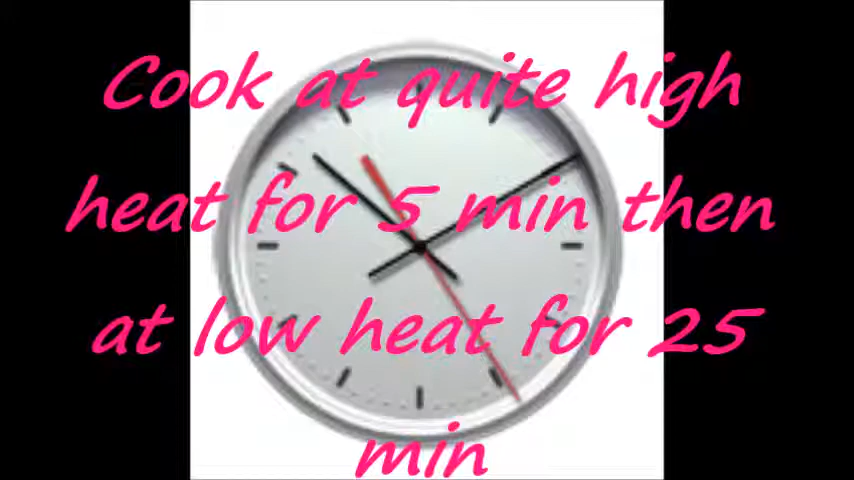 Cook at quite high
heat for 5 min then
at low heat for 25
min